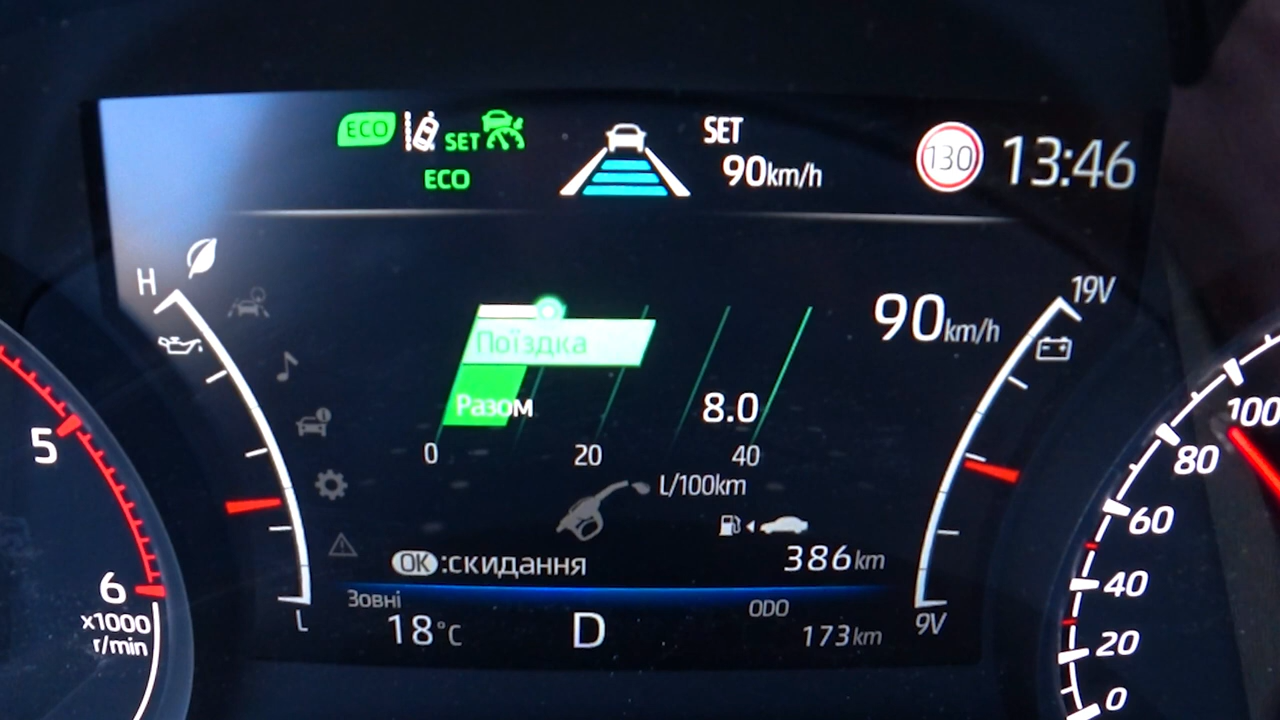 ECO SET SET 130 13:46
ECO 90km/h
H 19V
Поїздка 90km/h
Разом 8.0
0 20 40
L/100km
OK:скидання 386km
Зовні ODO
18°C D 173km
L 9V
5
6
x1000
r/min
100
80
60
40
20
0